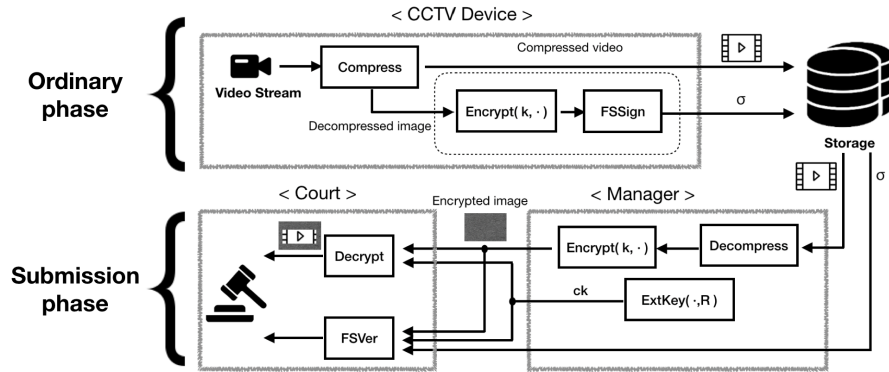 < CCTV Device >
Ordinary
phase
Video Stream
Compress
Compressed video
Decompressed image
Encrypt( k, · )
FSSign
σ
Storage
σ
Submission
phase
< Court >
Encrypted image
< Manager >
Decrypt
Encrypt( k, · )
Decompress
ck
ExtKey( ·,R )
FSVer